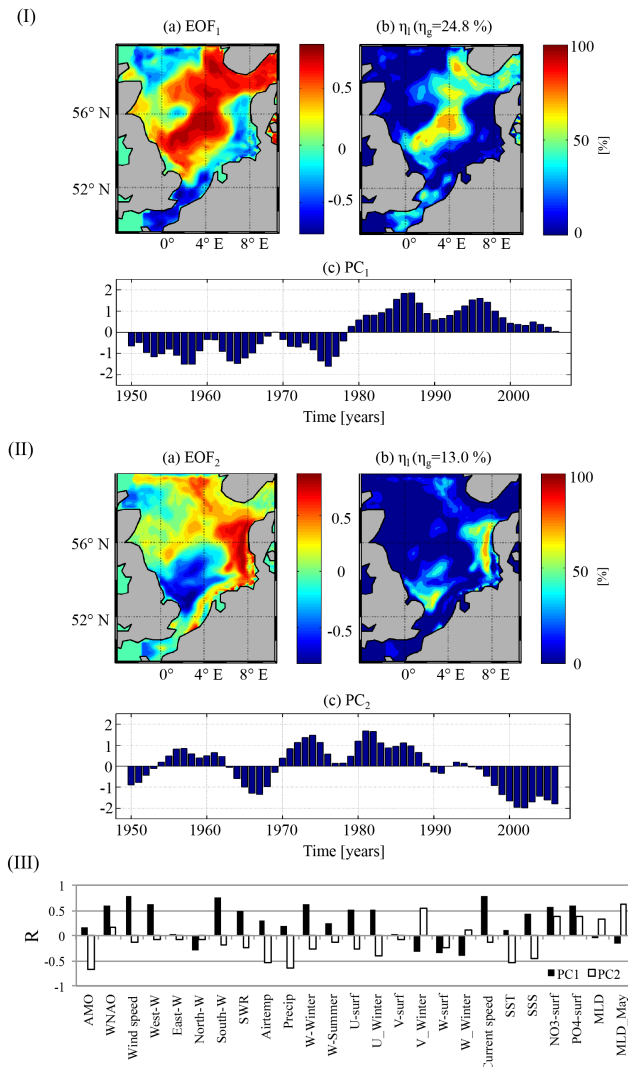 (I)
(a) EOF1
(b) ηl (ηg=24.8 %)
56° N
52° N
0.5
0
-0.5
100
50
0
[%]
0° 4° E 8° E
0° 4° E 8° E
(c) PC1
2
1
0
-1
-2
1950 1960 1970 1980 1990 2000
Time [years]
(II)
(a) EOF2
(b) ηl (ηg=13.0 %)
56° N
52° N
0.5
0
-0.5
100
50
0
[%]
0° 4° E 8° E
0° 4° E 8° E
(c) PC2
2
1
0
-1
-2
1950 1960 1970 1980 1990 2000
Time [years]
(III)
R
1
0.5
0
-0.5
-1
PC1 PC2
AMO
WNAO
Wind speed
West-W
East-W
North-W
South-W
SWR
Airtemp
Precip
W-Winter
W-Summer
U-surf
U_Winter
V-surf
V_Winter
W-surf
W_Winter
Current speed
SST
SSS
NO3-surf
PO4-surf
MLD
MLD_May